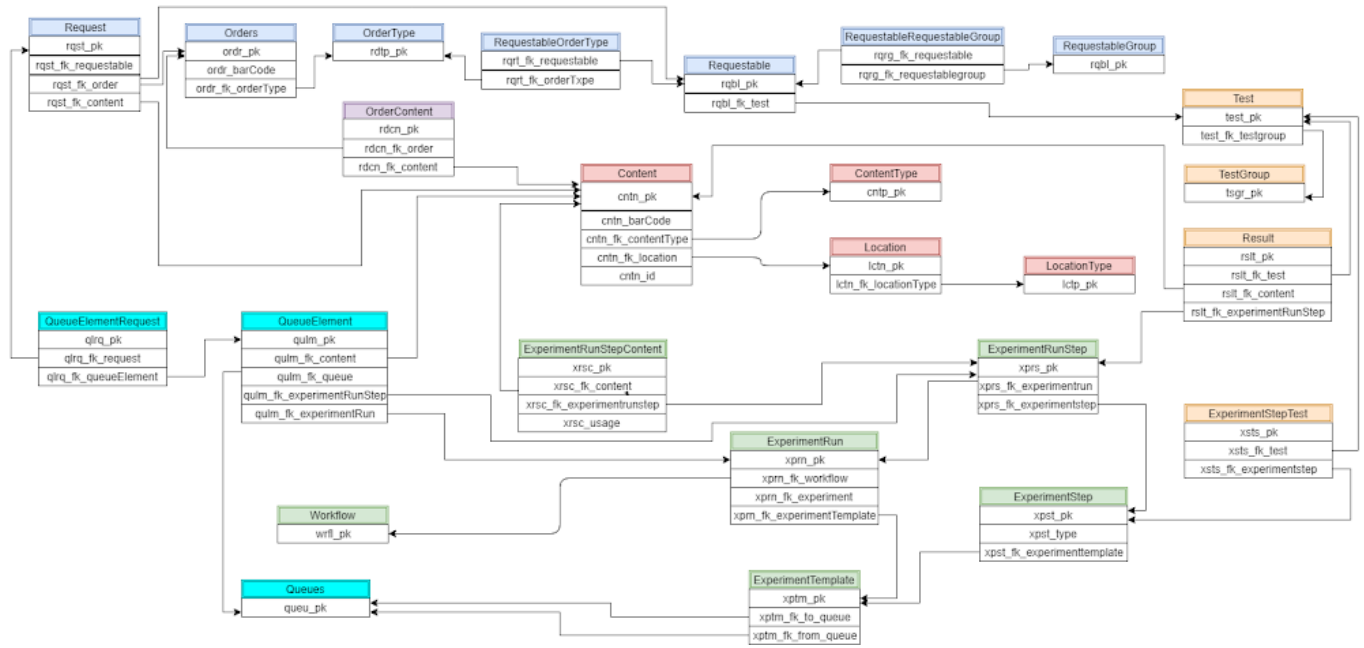 Request
rqst_pk
rqst_fk_requestable
rqst_fk_order
rqst_fk_content
Orders
ordr_pk
ordr_barCode
ordr_fk_orderType
OrderType
rdtp_pk
RequestableOrderType
rqrt_fk_requestable
rqrt_fk_orderTxpe
Requestable
rqbl_pk
rqbl_fk_test
RequestableRequestableGroup
rqrg_fk_requestable
rqrg_fk_requestablegroup
RequestableGroup
rqbl_pk
Test
test_pk
test_fk_testgroup
OrderContent
rdcn_pk
rdcn_fk_order
rdcn_fk_content
Content
cntn_pk
cntn_barCode
cntn_fk_contentType
cntn_fk_location
cntn_id
ContentType
cntp_pk
TestGroup
tsgr_pk
Location
lctn_pk
lctn_fk_locationType
LocationType
lctp_pk
Result
rslt_pk
rslt_fk_test
rslt_fk_content
rslt_fk_experimentRunStep
QueueElementRequest
qlrq_pk
qlrq_fk_request
qlrq_fk_queueElement
QueueElement
qulm_pk
qulm_fk_content
qulm_fk_queue
qulm_fk_experimentRunStep
qulm_fk_experimentRun
ExperimentRunStepContent
xrsc_pk
xrsc_fk_content
xrsc_fk_experimentrunstep
xrsc_usage
ExperimentRunStep
xprs_pk
xprs_fk_experimentrun
xprs_fk_experimentstep
ExperimentStepTest
xsts_pk
xsts_fk_test
xsts_fk_experimentstep
ExperimentRun
xprn_pk
xprn_fk_workflow
xprn_fk_experiment
xprn_fk_experimentTemplate
ExperimentStep
xpst_pk
xpst_type
xpst_fk_experimenttemplate
Workflow
wrfl_pk
Queues
queu_pk
ExperimentTemplate
xptm_pk
xptm_fk_to_queue
xptm_fk_from_queue